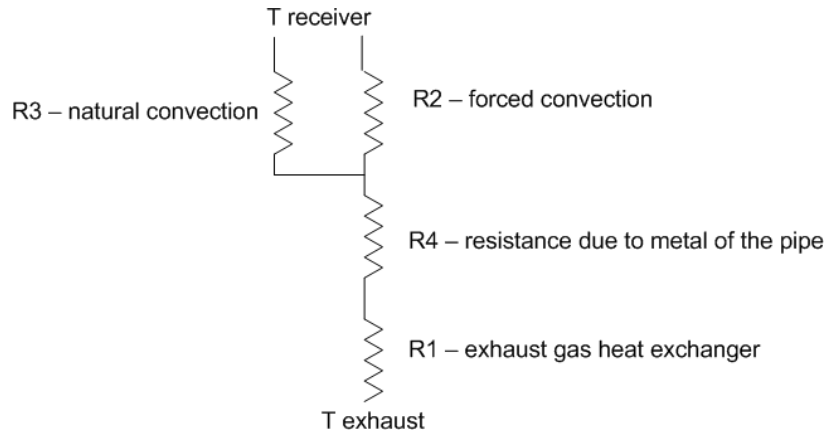 T receiver
R3 – natural convection
R2 – forced convection
R4 – resistance due to metal of the pipe
R1 – exhaust gas heat exchanger
T exhaust